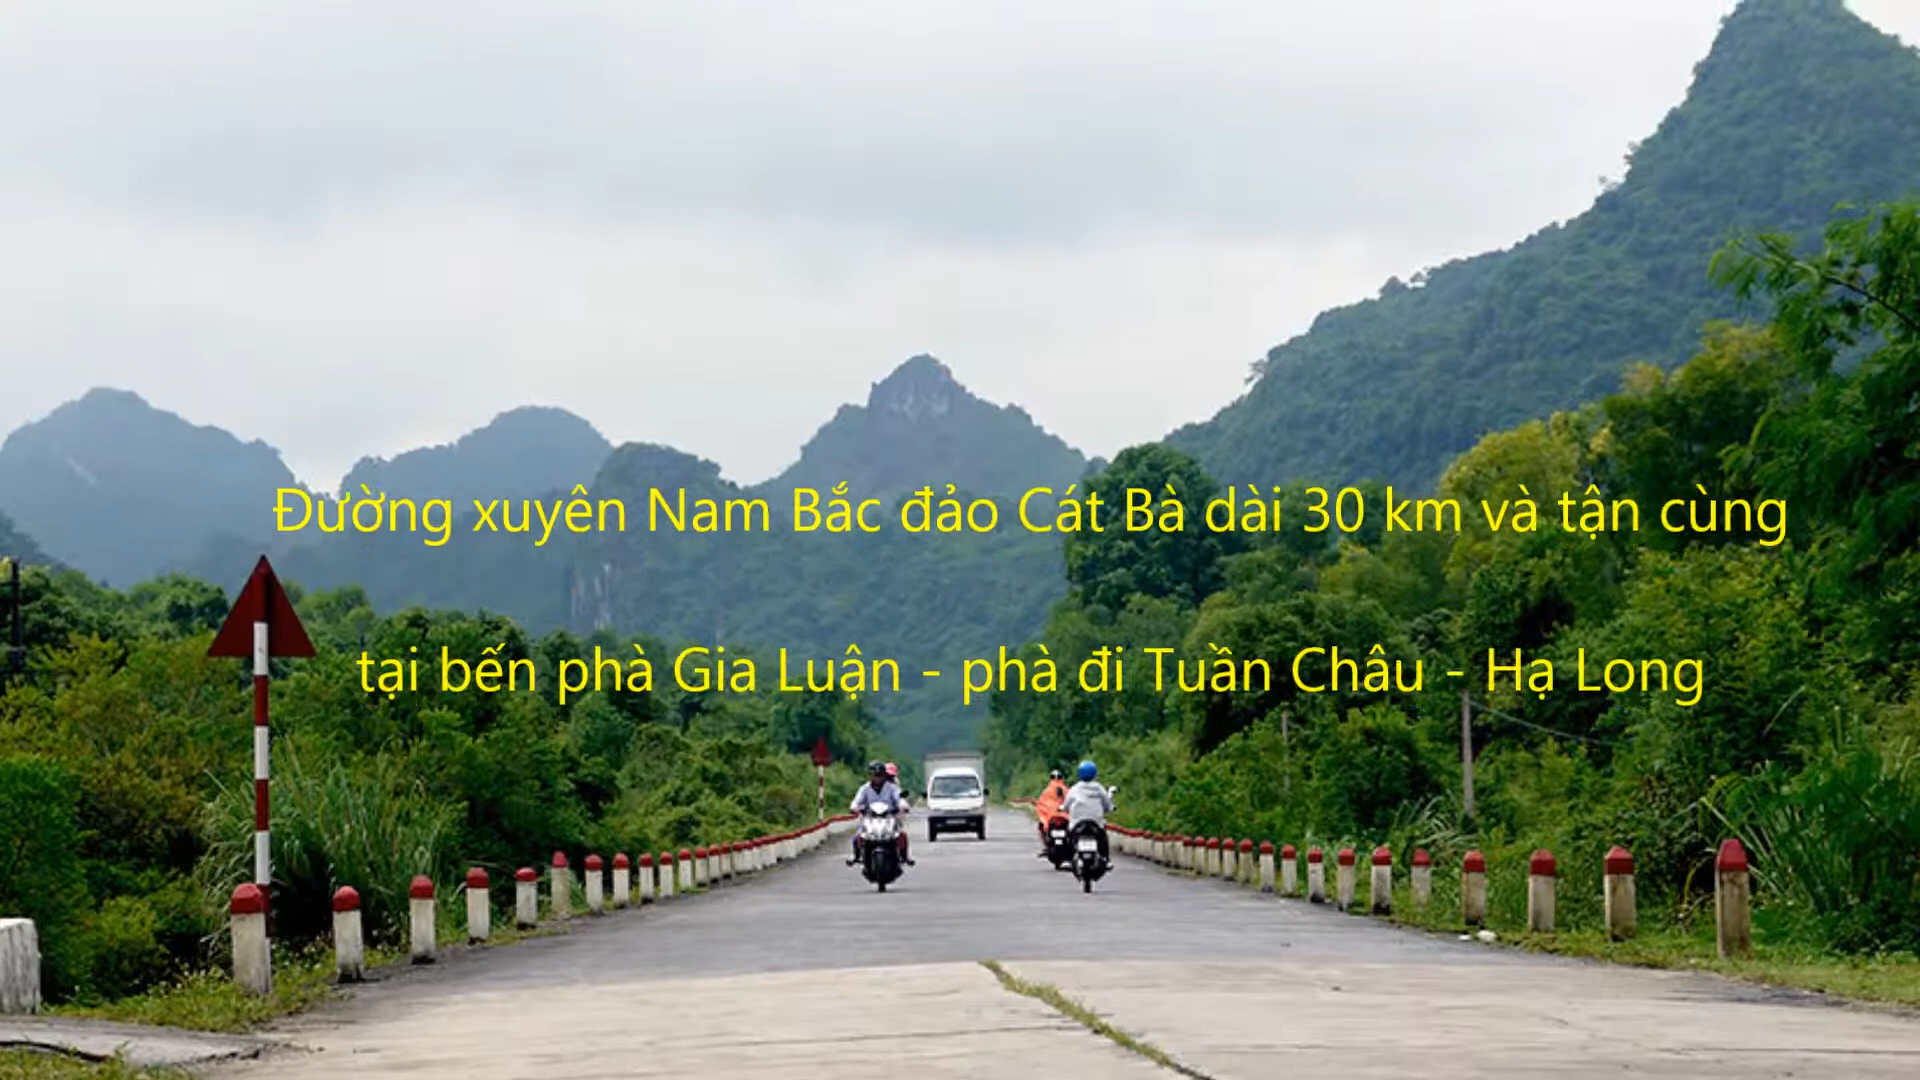 Đường xuyên Nam Bắc đảo Cát Bà dài 30 km và tận cùng
tại bến phà Gia Luận - phà đi Tuần Châu - Hạ Long